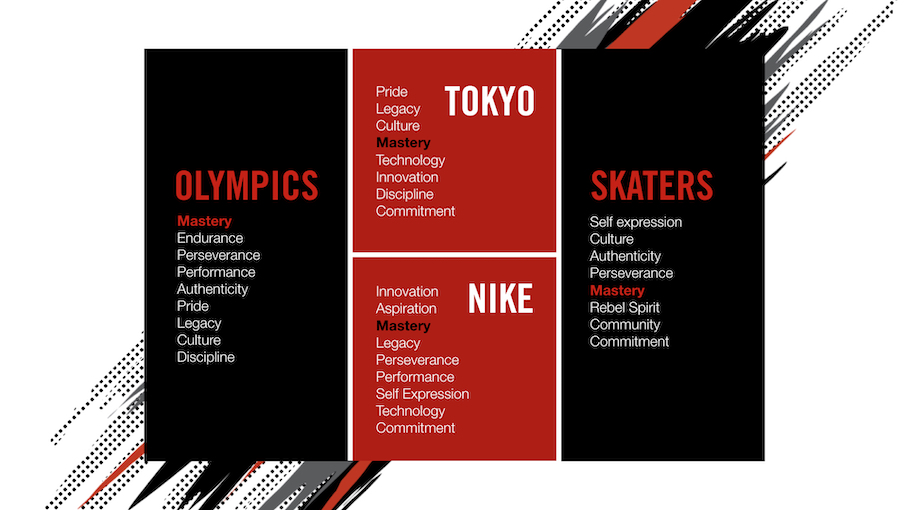 OLYMPICS
Mastery
Endurance
Perseverance
Performance
Authenticity
Pride
Legacy
Culture
Discipline
TOKYO
Pride
Legacy
Culture
Mastery
Technology
Innovation
Discipline
Commitment
NIKE
Innovation
Aspiration
Mastery
Legacy
Perseverance
Performance
Self Expression
Technology
Commitment
SKATERS
Self expression
Culture
Authenticity
Perseverance
Mastery
Rebel Spirit
Community
Commitment